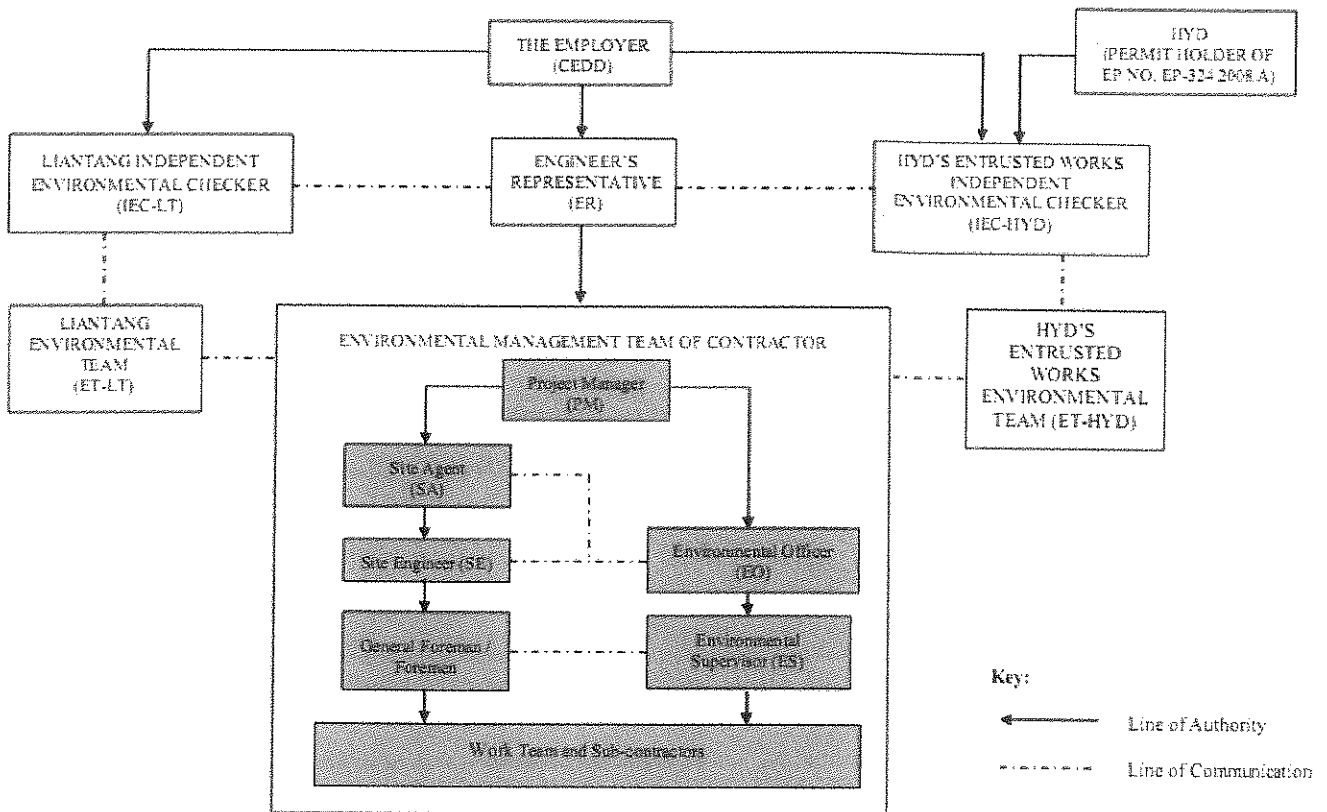 THE EMPLOYER
(CEDD)
HYD
(PERMIT HOLDER OF
EP NO. EP-324/2008/A)
LIANTANG INDEPENDENT
ENVIRONMENTAL CHECKER
(IEC-LT)
ENGINEER'S
REPRESENTATIVE
(ER)
HYD'S ENTRUSTED WORKS
INDEPENDENT
ENVIRONMENTAL CHECKER
(IEC-HYD)
LIANTANG
ENVIRONMENTAL
TEAM
(ET-LT)
HYD'S
ENTRUSTED
WORKS
ENVIRONMENTAL
TEAM (ET-HYD)
ENVIRONMENTAL MANAGEMENT TEAM OF CONTRACTOR
Project Manager
(PM)
Site Agent
(SA)
Site Engineer (SE)
Environmental Officer
(EO)
General Foreman /
Foremen
Environmental
Supervisor (ES)
Work Team and Sub-contractors
Key:
Line of Authority
Line of Communication